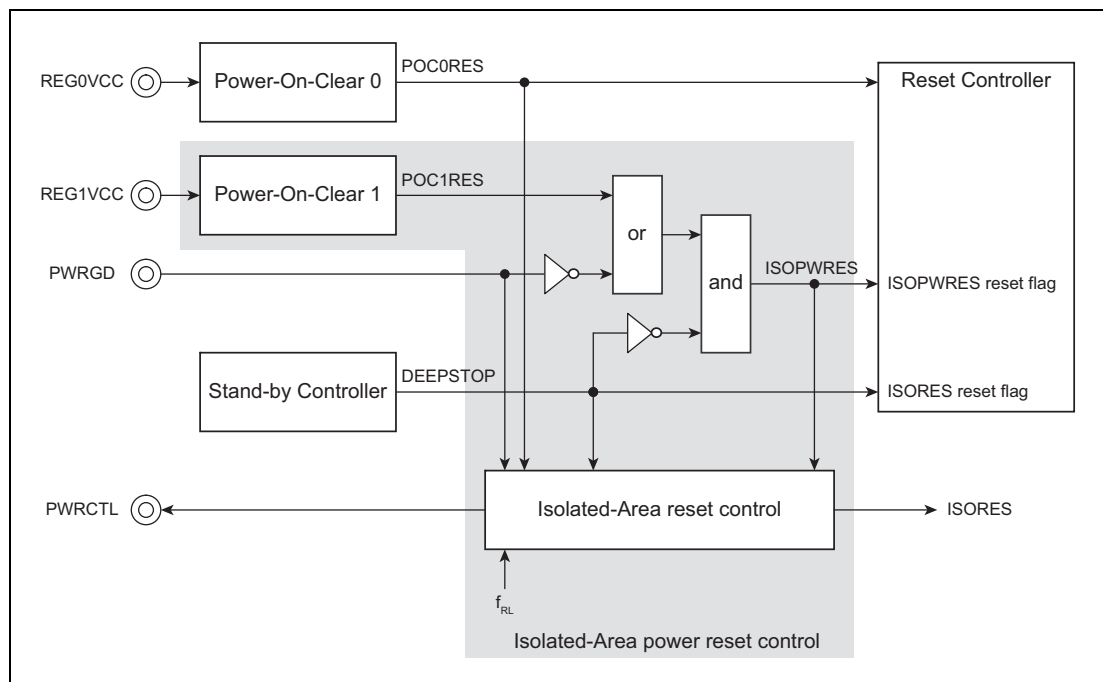 REG0VCC
Power-On-Clear 0
POC0RES
Reset Controller
REG1VCC
Power-On-Clear 1
POC1RES
or
PWRGD
and
ISOPWRES
ISOPWRES reset flag
Stand-by Controller
DEEPSTOP
ISORES reset flag
PWRCTL
Isolated-Area reset control
ISORES
fRL
Isolated-Area power reset control